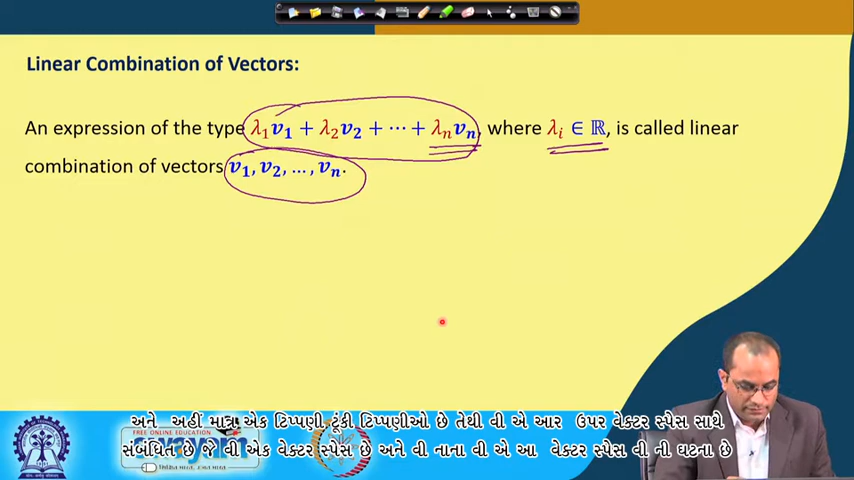 Linear Combination of Vectors:
An expression of the type λ₁v₁ + λ₂v₂ + ⋯ + λₙvₙ, where λᵢ ∈ ℝ, is called linear
combination of vectors v₁, v₂, …, vₙ.
અને અહીં માત્ર એક ટિપ્પણી ટૂંકી ટિપ્પણીઓ છે તેથી વી એ આર ઉપર વેક્ટર સ્પેસ સાથે
FREE ONLINE EDUCATION
swayam
સંબંધિત છે જે વી એક વેક્ટર સ્પેસ છે અને વી નાના વી એ આ વેક્ટર સ્પેસ વી ની ઘટના છે